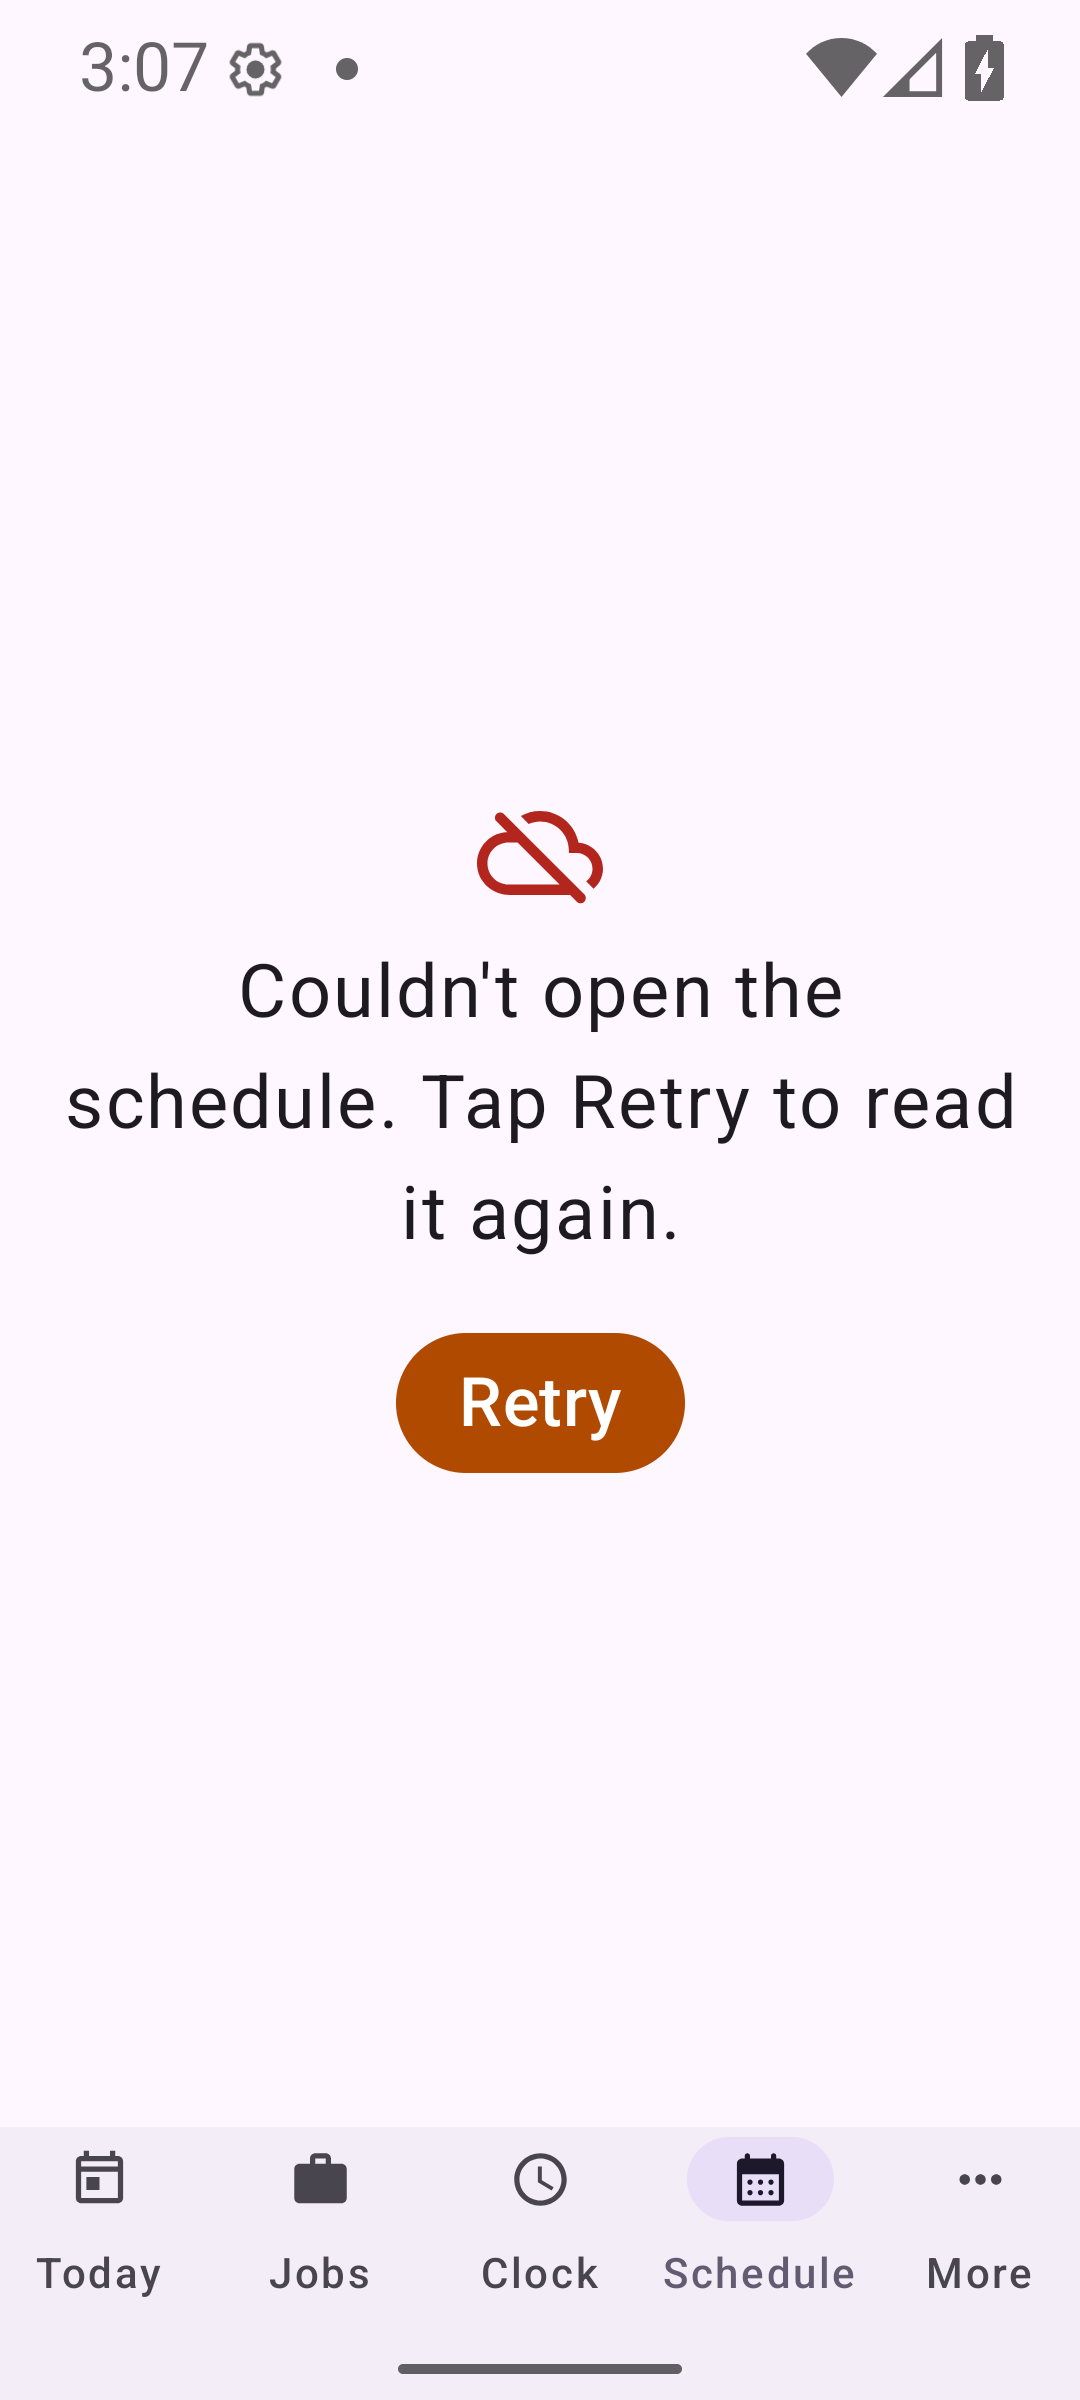 3:07
Couldn't open the
schedule. Tap Retry to read
it again.
Retry
Today
Jobs
Clock
Schedule
More